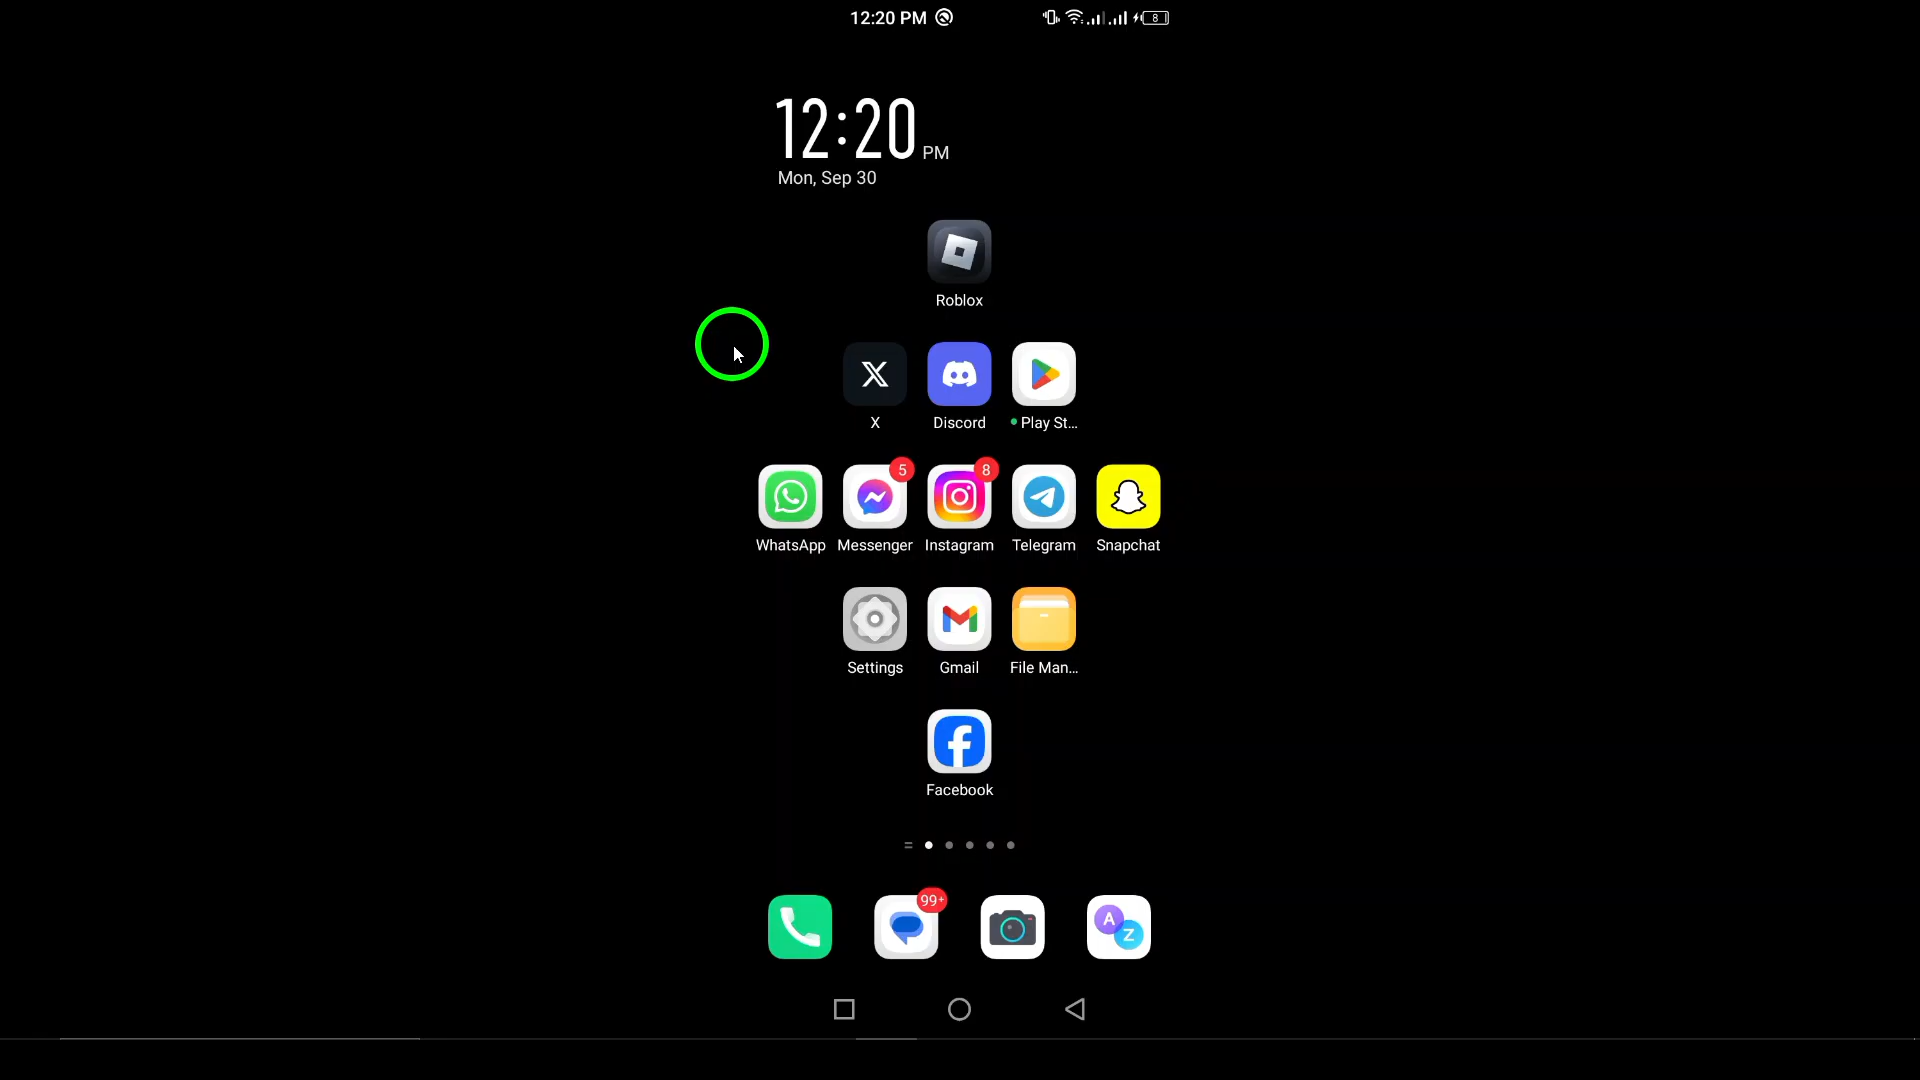 12:20 PM
8
12:20 PM
Mon, Sep 30
Roblox
X Discord Play St...
5 8
WhatsApp Messenger Instagram Telegram Snapchat
Settings Gmail File Man...
Facebook
99+
A Z